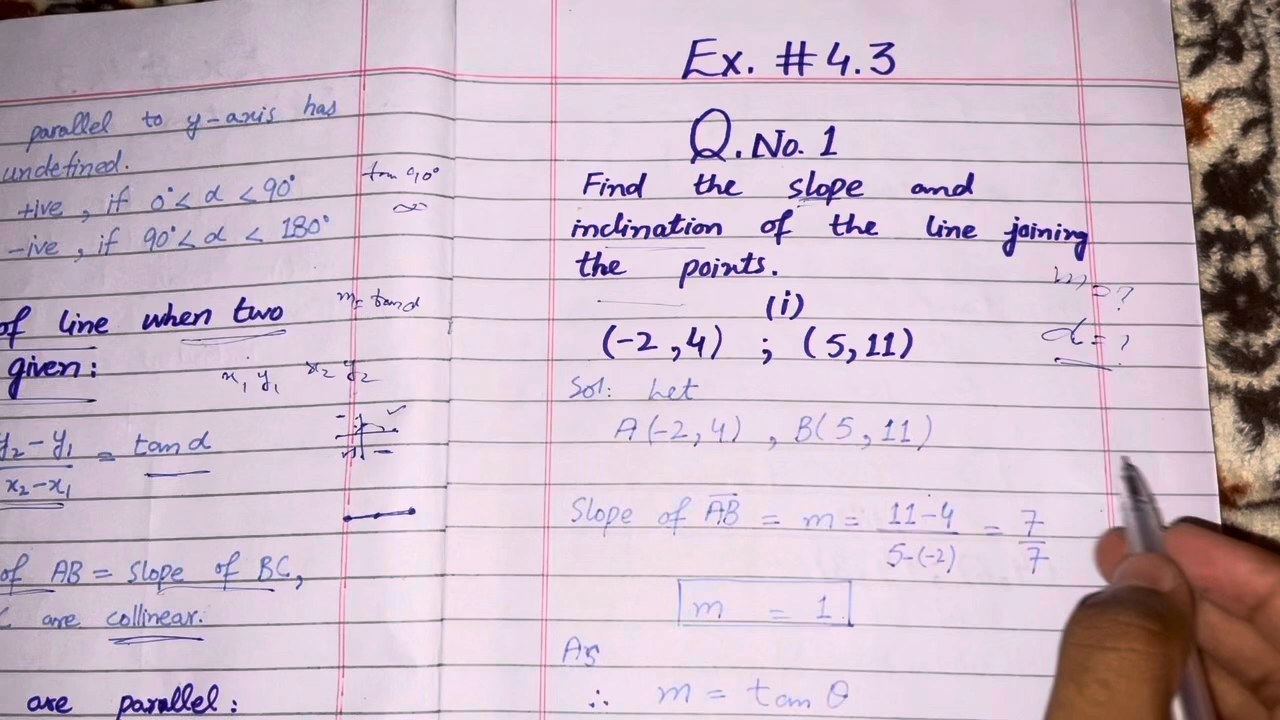 parallel to y-axis has
undefined.
+ive, if 0°< α < 90°
-ive, if 90°< α < 180°
tan 90°
∞
of line when two
given:
m = tanα
x₁ y₁ x₂ y₂
y₂-y₁ / x₂-x₁ = tanα
of AB = Slope of BC,
are collinear.
are parallel:
Ex. #4.3
Q.No.1
Find the slope and
inclination of the line joining
the points.
m=?
(i)
α=?
(-2,4) ; (5,11)
Sol: Let
A(-2,4), B(5,11)
Slope of AB = m = 11-4 / 5-(-2) = 7/7
m = 1
As
∴ m = tan θ